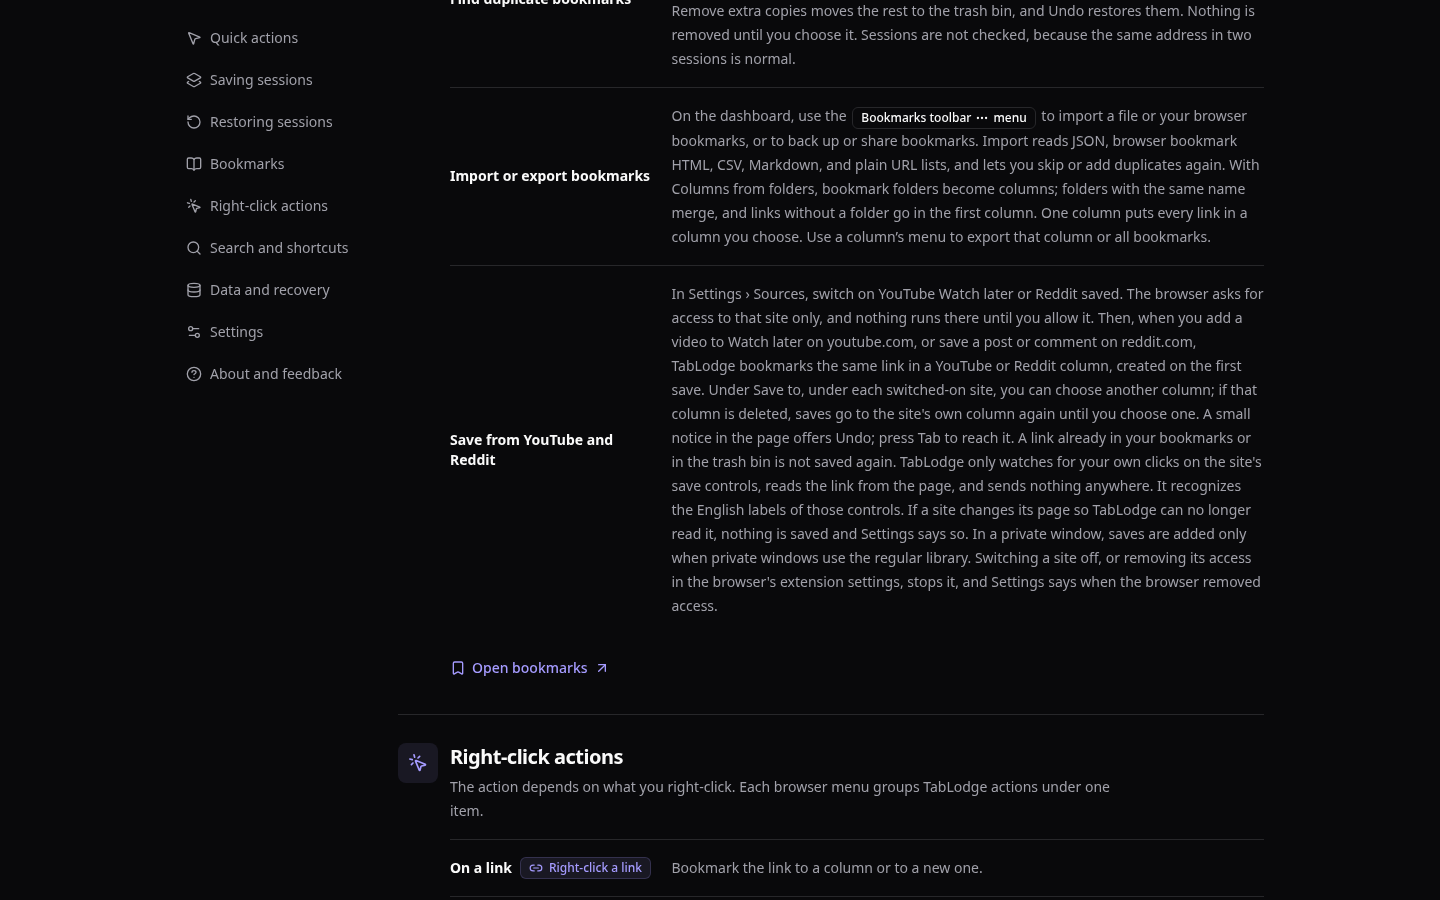 Quick actions
Saving sessions
Restoring sessions
Bookmarks
Right-click actions
Search and shortcuts
Data and recovery
Settings
About and feedback
Find duplicate bookmarks
Remove extra copies moves the rest to the trash bin, and Undo restores them. Nothing is
removed until you choose it. Sessions are not checked, because the same address in two
sessions is normal.
Import or export bookmarks
On the dashboard, use the Bookmarks toolbar ··· menu to import a file or your browser
bookmarks, or to back up or share bookmarks. Import reads JSON, browser bookmark
HTML, CSV, Markdown, and plain URL lists, and lets you skip or add duplicates again. With
Columns from folders, bookmark folders become columns; folders with the same name
merge, and links without a folder go in the first column. One column puts every link in a
column you choose. Use a column’s menu to export that column or all bookmarks.
Save from YouTube and
Reddit
In Settings › Sources, switch on YouTube Watch later or Reddit saved. The browser asks for
access to that site only, and nothing runs there until you allow it. Then, when you add a
video to Watch later on youtube.com, or save a post or comment on reddit.com,
TabLodge bookmarks the same link in a YouTube or Reddit column, created on the first
save. Under Save to, under each switched-on site, you can choose another column; if that
column is deleted, saves go to the site's own column again until you choose one. A small
notice in the page offers Undo; press Tab to reach it. A link already in your bookmarks or
in the trash bin is not saved again. TabLodge only watches for your own clicks on the site's
save controls, reads the link from the page, and sends nothing anywhere. It recognizes
the English labels of those controls. If a site changes its page so TabLodge can no longer
read it, nothing is saved and Settings says so. In a private window, saves are added only
when private windows use the regular library. Switching a site off, or removing its access
in the browser's extension settings, stops it, and Settings says when the browser removed
access.
Open bookmarks
Right-click actions
The action depends on what you right-click. Each browser menu groups TabLodge actions under one
item.
On a link Right-click a link Bookmark the link to a column or to a new one.